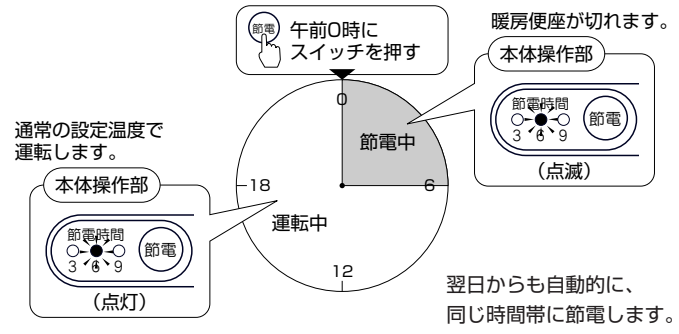 節電
午前0時に
スイッチを押す
暖房便座が切れます。
本体操作部
節電時間
3 6 9
節電
(点滅)
通常の設定温度で
運転します。
本体操作部
節電時間
3 6 9
節電
(点灯)
0
節電中
6
18
運転中
12
翌日からも自動的に、
同じ時間帯に節電します。